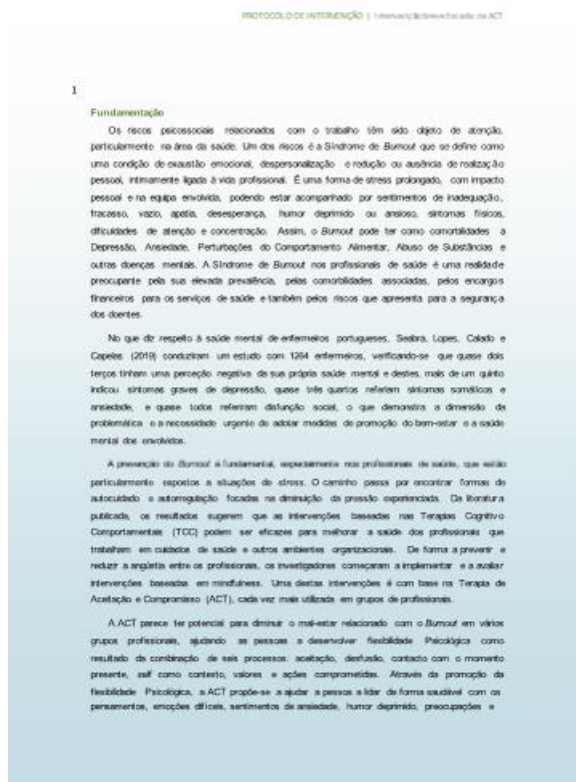 PROTOCOLO DE INTERVENÇÃO | Intervenção breve focada na ACT
1
Fundamentação
Os riscos psicossociais relacionados com o trabalho têm sido objeto de atenção,
particularmente na área da saúde. Um dos riscos é a Síndrome de Burnout que se define como
uma condição de exaustão emocional, despersonalização e redução ou ausência de realização
pessoal, intimamente ligada à vida profissional. É uma forma de stress prolongado, com impacto
pessoal e na equipa envolvida, podendo estar acompanhado por sentimentos de inadequação,
fracasso, vazio, apatia, desesperança, humor deprimido ou ansioso, sintomas físicos,
dificuldades de atenção e concentração. Assim, o Burnout pode ter como comorbilidades a
Depressão, Ansiedade, Perturbações do Comportamento Alimentar, Abuso de Substâncias e
outras doenças mentais. A Síndrome de Burnout nos profissionais de saúde é uma realidade
preocupante pela sua elevada prevalência, pelas comorbilidades associadas, pelos encargos
financeiros para os serviços de saúde e também pelos riscos que apresenta para a segurança
dos doentes.
No que diz respeito à saúde mental de enfermeiros portugueses, Seabra, Lopes, Calado e
Capelas (2019) conduziram um estudo com 1264 enfermeiros, verificando-se que quase dois
terços tinham uma perceção negativa da sua própria saúde mental e destes, mais de um quinto
indicou sintomas graves de depressão, quase três quartos referiam sintomas somáticos e
ansiedade, e quase todos referiram disfunção social, o que demonstra a dimensão da
problemática e a necessidade urgente de adotar medidas de promoção do bem-estar e a saúde
mental dos envolvidos.
A prevenção do Burnout é fundamental, especialmente nos profissionais de saúde, que estão
particularmente expostos a situações de stress. O caminho passa por encontrar formas de
autocuidado e autorregulação focadas na diminuição da pressão experienciada. Da literatura
publicada, os resultados sugerem que as intervenções baseadas nas Terapias Cognitivo
Comportamentais (TCC) podem ser eficazes para melhorar a saúde dos profissionais que
trabalham em cuidados de saúde e outros ambientes organizacionais. De forma a prevenir e
reduzir a angústia entre os profissionais, os investigadores começaram a implementar e a avaliar
intervenções baseadas em mindfulness. Uma destas intervenções é com base na Terapia de
Aceitação e Compromisso (ACT), cada vez mais utilizada em grupos de profissionais.
A ACT parece ter potencial para diminuir o mal-estar relacionado com o Burnout em vários
grupos profissionais, ajudando as pessoas a desenvolver flexibilidade Psicológica como
resultado da combinação de seis processos: aceitação, desfusão, contacto com o momento
presente, self como contexto, valores e ações comprometidas. Através da promoção da
flexibilidade Psicológica, a ACT propõe-se a ajudar a pessoa a lidar de forma saudável com os
pensamentos, emoções difíceis, sentimentos de ansiedade, humor deprimido, preocupações e